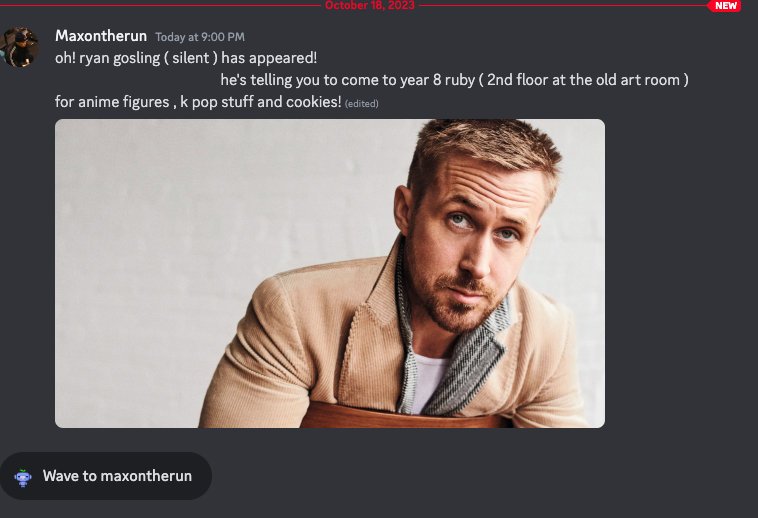 October 18, 2023
NEW
Maxontherun Today at 9:00 PM
oh! ryan gosling ( silent ) has appeared!
he's telling you to come to year 8 ruby ( 2nd floor at the old art room )
for anime figures , k pop stuff and cookies! (edited)
Wave to maxontherun